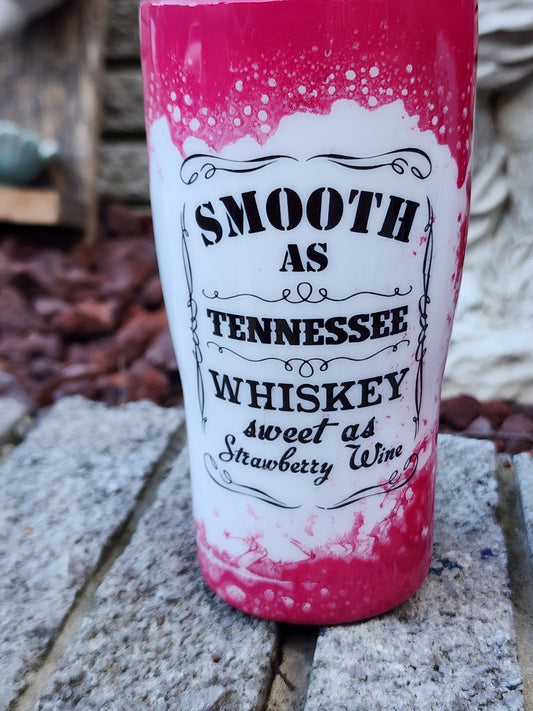 SMOOTH
AS
TENNESSEE
WHISKEY
sweet as
Strawberry Wine